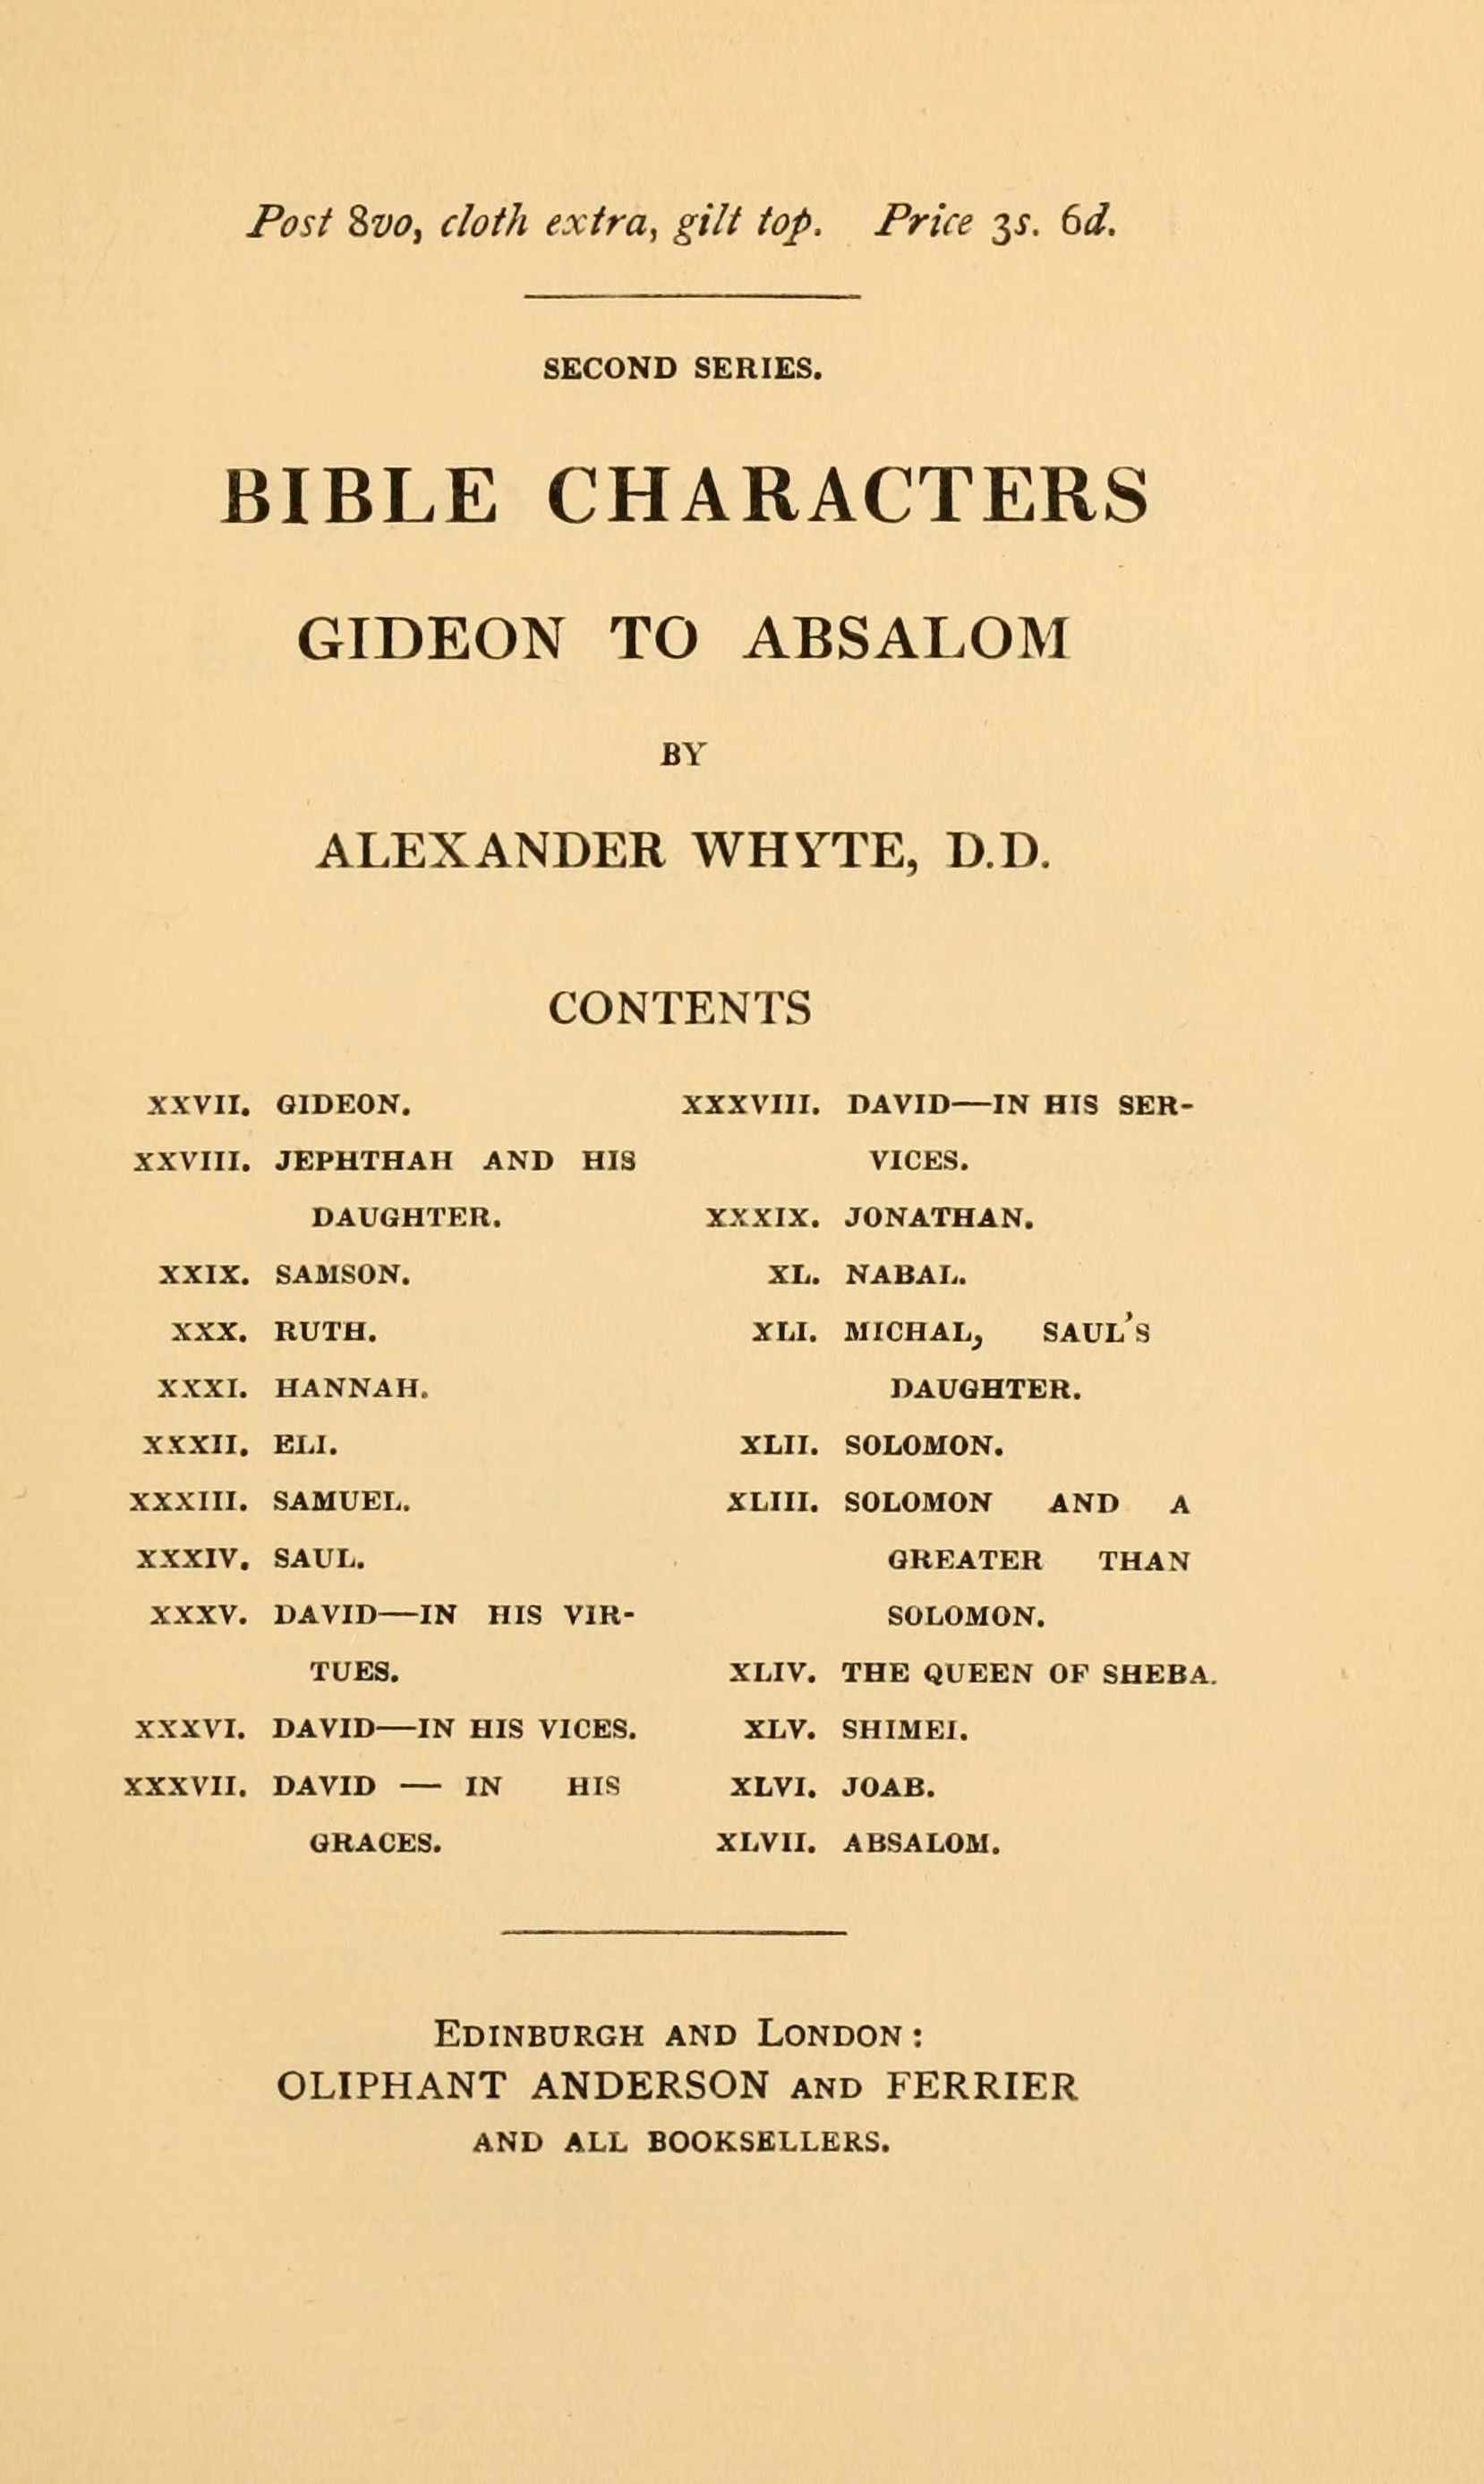 Post 8vo, cloth extra, gilt top. Price 3s. 6d.
SECOND SERIES.
BIBLE CHARACTERS
GIDEON TO ABSALOM
BY
ALEXANDER WHYTE, D.D.
CONTENTS
XXVII. GIDEON.
XXVIII. JEPHTHAH AND HIS
DAUGHTER.
XXIX. SAMSON.
XXX. RUTH.
XXXI. HANNAH.
XXXII. ELI.
XXXIII. SAMUEL.
XXXIV. SAUL.
XXXV. DAVID—IN HIS VIR-
TUES.
XXXVI. DAVID—IN HIS VICES.
XXXVII. DAVID — IN HIS
GRACES.
XXXVIII. DAVID—IN HIS SER-
VICES.
XXXIX. JONATHAN.
XL. NABAL.
XLI. MICHAL, SAUL'S
DAUGHTER.
XLII. SOLOMON.
XLIII. SOLOMON AND A
GREATER THAN
SOLOMON.
XLIV. THE QUEEN OF SHEBA.
XLV. SHIMEI.
XLVI. JOAB.
XLVII. ABSALOM.
EDINBURGH AND LONDON:
OLIPHANT ANDERSON AND FERRIER
AND ALL BOOKSELLERS.